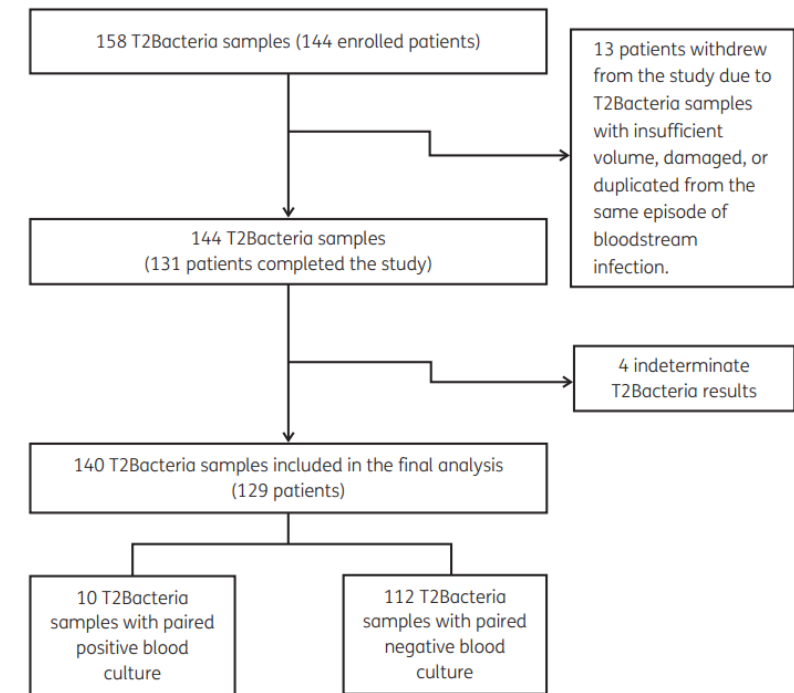 158 T2Bacteria samples (144 enrolled patients)
13 patients withdrew
from the study due to
T2Bacteria samples
with insufficient
volume, damaged, or
duplicated from the
same episode of
bloodstream
infection.
144 T2Bacteria samples
(131 patients completed the study)
4 indeterminate
T2Bacteria results
140 T2Bacteria samples included in the final analysis
(129 patients)
10 T2Bacteria
samples with paired
positive blood
culture
112 T2Bacteria
samples with paired
negative blood
culture